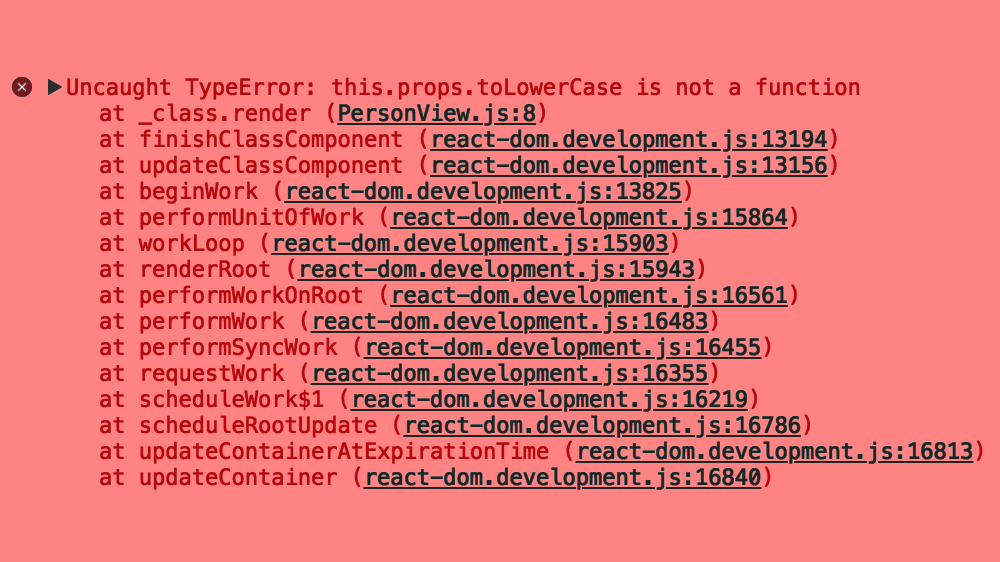 Uncaught TypeError: this.props.toLowerCase is not a function
at _class.render (PersonView.js:8)
at finishClassComponent (react-dom.development.js:13194)
at updateClassComponent (react-dom.development.js:13156)
at beginWork (react-dom.development.js:13825)
at performUnitOfWork (react-dom.development.js:15864)
at workLoop (react-dom.development.js:15903)
at renderRoot (react-dom.development.js:15943)
at performWorkOnRoot (react-dom.development.js:16561)
at performWork (react-dom.development.js:16483)
at performSyncWork (react-dom.development.js:16455)
at requestWork (react-dom.development.js:16355)
at scheduleWork$1 (react-dom.development.js:16219)
at scheduleRootUpdate (react-dom.development.js:16786)
at updateContainerAtExpirationTime (react-dom.development.js:16813)
at updateContainer (react-dom.development.js:16840)